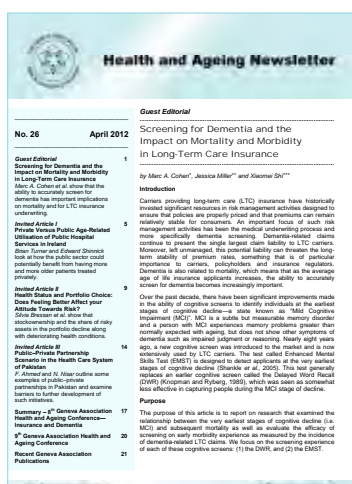 Health and Ageing Newsletter
No. 26 April 2012
Guest Editorial 1
Screening for Dementia and the
Impact on Mortality and Morbidity
in Long-Term Care Insurance
Marc A. Cohen et al. show that the
ability to accurately screen for
dementia has important implications
on mortality and for LTC insurance
underwriting.
Invited Article I 5
Private Versus Public Age-Related
Utilisation of Public Hospital
Services in Ireland
Brian Turner and Edward Shinnick
look at how the public sector could
potentially benefit from having more
and more older patients treated
privately.
Invited Article II 9
Health Status and Portfolio Choice:
Does Feeling Better Affect your
Attitude Towards Risk?
Silvia Bressan et al. show that
stockownership and the share of risky
assets in the portfolio decline along
with deteriorating health conditions.
Invited Article III 14
Public–Private Partnership
Scenario in the Health Care System
of Pakistan
F. Ahmed and N. Nisar outline some
examples of public–private
partnerships in Pakistan and examine
barriers to further development of
such initiatives.
Summary – 8th Geneva Association 17
Health and Ageing Conference—
Insurance and Dementia
9th Geneva Association Health and 20
Ageing Conference
Recent Geneva Association 21
Publications
Guest Editorial
Screening for Dementia and the
Impact on Mortality and Morbidity
in Long-Term Care Insurance
by Marc A. Cohen*, Jessica Miller** and Xiaomei Shi***
Introduction
Carriers providing long-term care (LTC) insurance have historically
invested significant resources in risk management activities designed to
ensure that policies are properly priced and that premiums can remain
relatively stable for consumers. An important focus of such risk
management activities has been the medical underwriting process and
more specifically dementia screening. Dementia-related claims
continue to present the single largest claim liability to LTC carriers.
Moreover, left unmanaged, this potential liability can threaten the long-
term stability of premium rates, something that is of particular
importance to carriers, policyholders and insurance regulators.
Dementia is also related to mortality, which means that as the average
age of life insurance applicants increases, the ability to accurately
screen for dementia becomes increasingly important.
Over the past decade, there have been significant improvements made
in the ability of cognitive screens to identify individuals at the earliest
stages of cognitive decline—a state known as "Mild Cognitive
Impairment (MCI)". MCI is a subtle but measurable memory disorder
and a person with MCI experiences memory problems greater than
normally expected with ageing, but does not show other symptoms of
dementia such as impaired judgment or reasoning. Nearly eight years
ago, a new cognitive screen was introduced to the market and is now
extensively used by LTC carriers. The test called Enhanced Mental
Skills Test (EMST) is designed to detect applicants at the very earliest
stages of cognitive decline (Shankle et al., 2005). This test generally
replaces an earlier cognitive screen called the Delayed Word Recall
(DWR) (Knopman and Ryberg, 1989), which was seen as somewhat
less effective in capturing people during the MCI stage of decline.
Purpose
The purpose of this article is to report on research that examined the
relationship between the very earliest stages of cognitive decline (i.e.
MCI) and subsequent mortality as well as evaluate the efficacy of
screening on early morbidity experience as measured by the incidence
of dementia-related LTC claims. We focus on the screening experience
of each of these cognitive screens: (1) the DWR, and (2) the EMST.